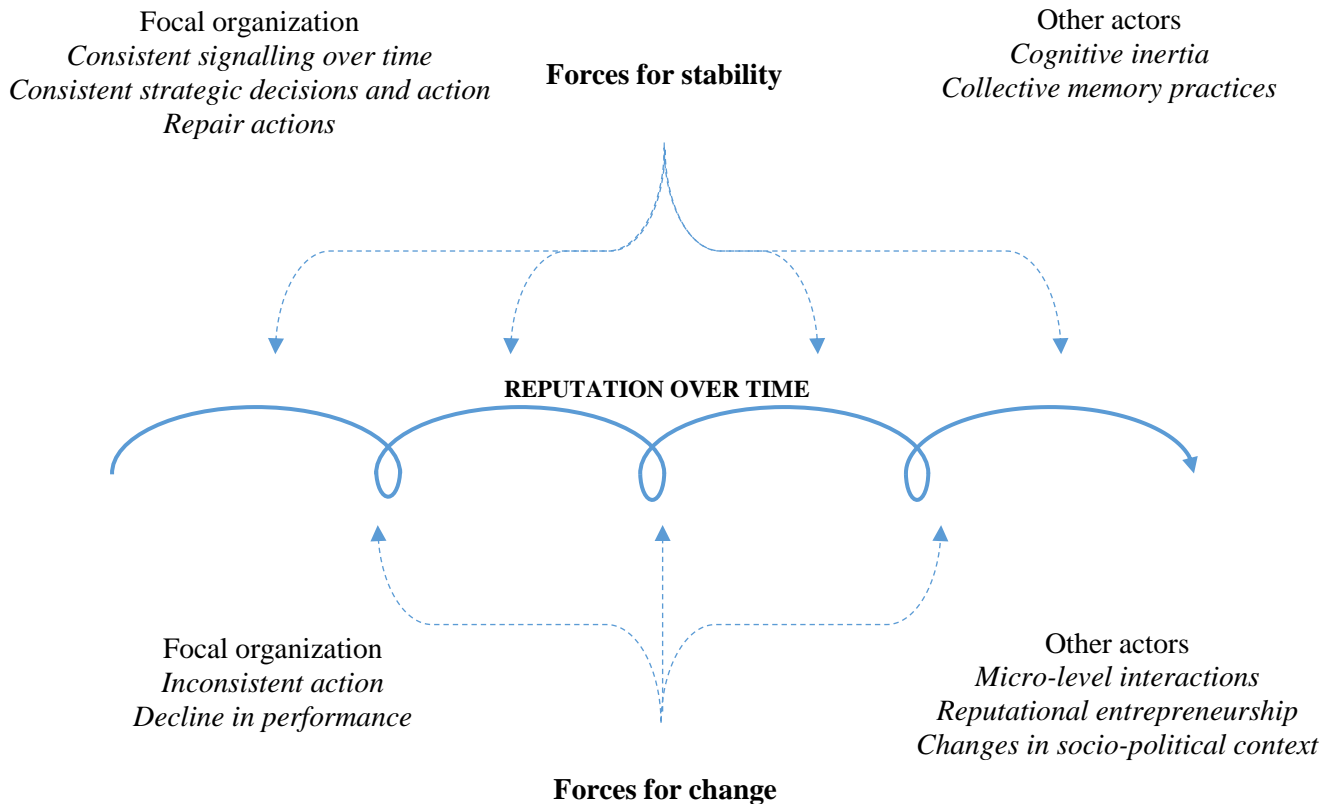 Focal organization
Consistent signalling over time
Consistent strategic decisions and action
Repair actions
Forces for stability
Other actors
Cognitive inertia
Collective memory practices
REPUTATION OVER TIME
Focal organization
Inconsistent action
Decline in performance
Other actors
Micro-level interactions
Reputational entrepreneurship
Changes in socio-political context
Forces for change